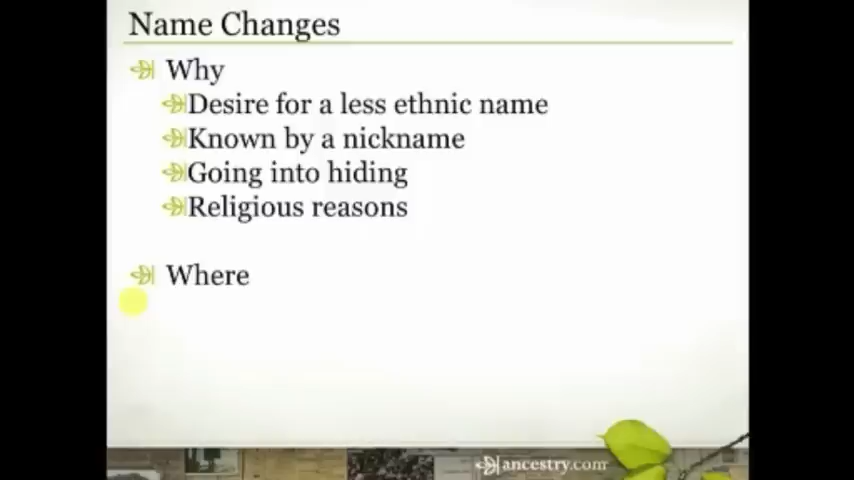 Name Changes
Why
Desire for a less ethnic name
Known by a nickname
Going into hiding
Religious reasons
Where
ancestry.com